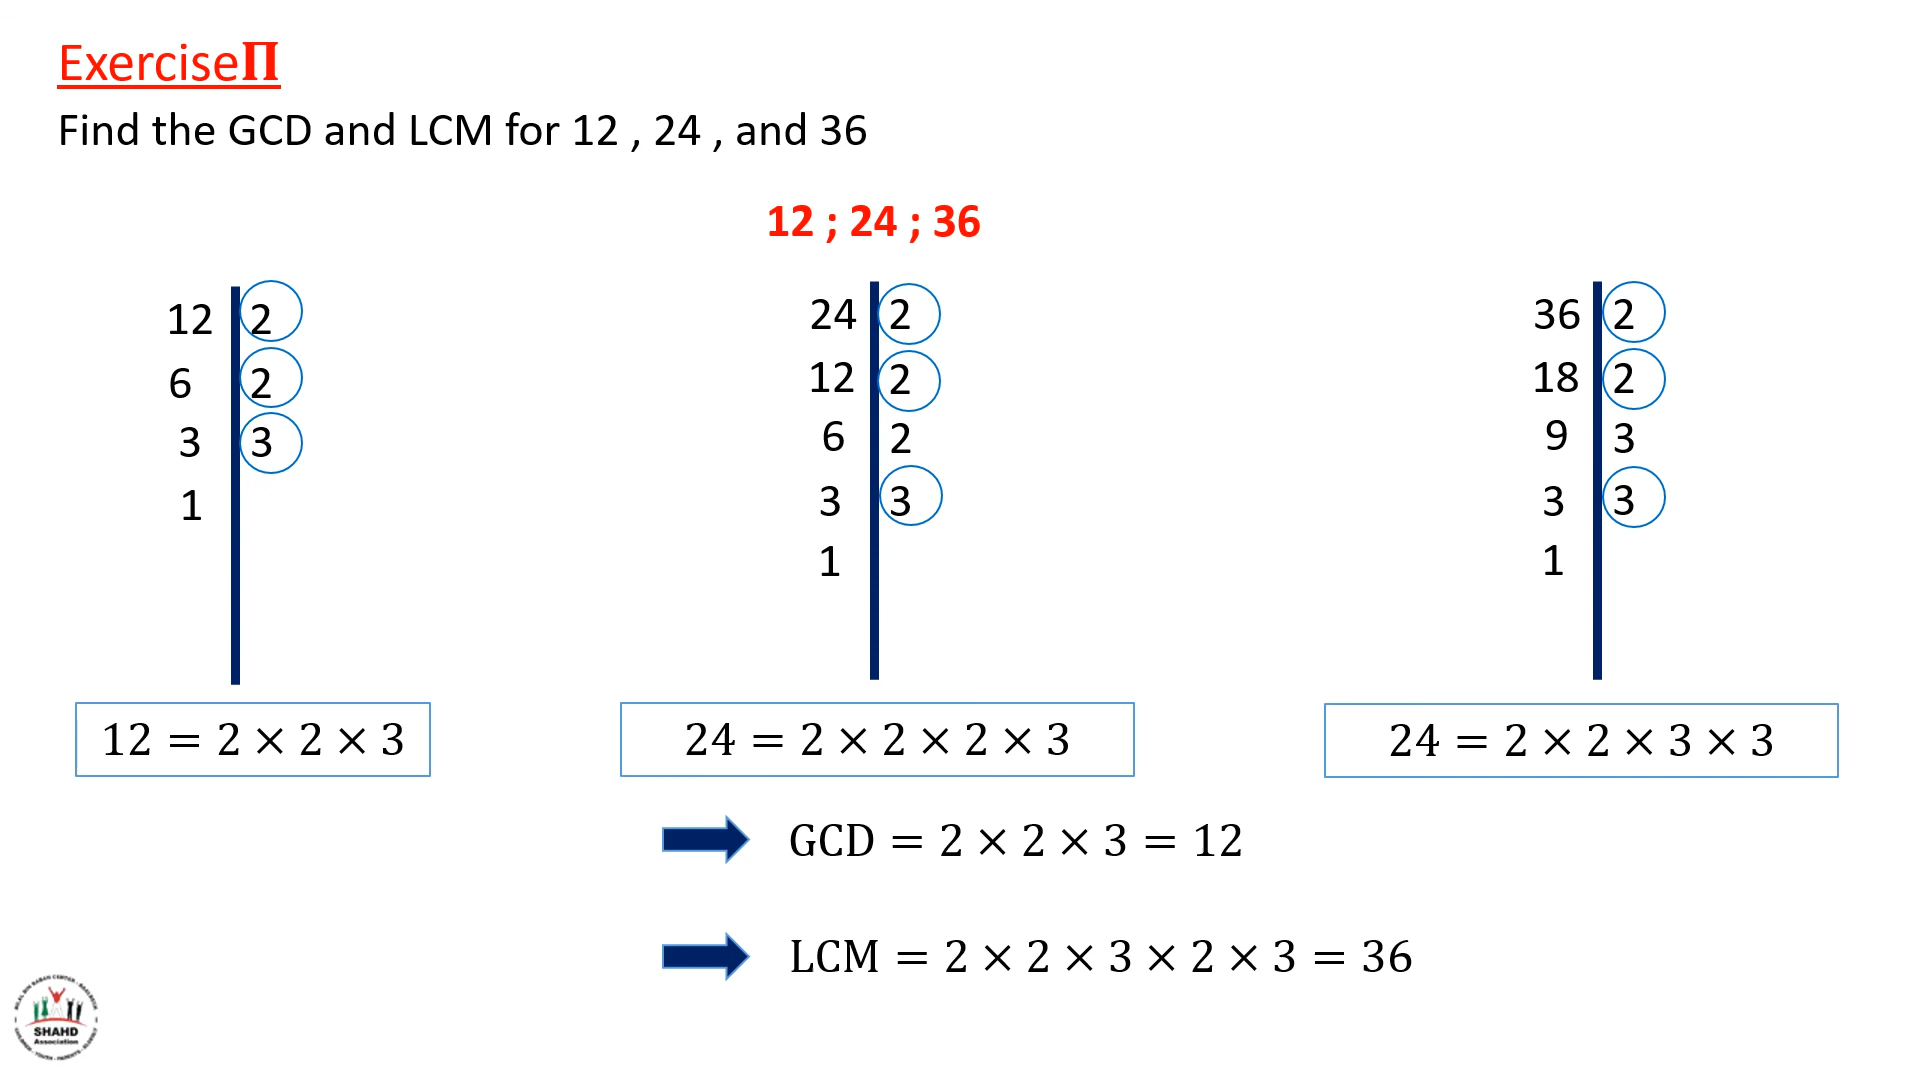 ExerciseΠ
Find the GCD and LCM for 12 , 24 , and 36
12 ; 24 ; 36
12 2
6 2
3 3
1
24 2
12 2
6 2
3 3
1
36 2
18 2
9 3
3 3
1
12 = 2 × 2 × 3
24 = 2 × 2 × 2 × 3
24 = 2 × 2 × 3 × 3
GCD = 2 × 2 × 3 = 12
LCM = 2 × 2 × 3 × 2 × 3 = 36
SHAHD
Association